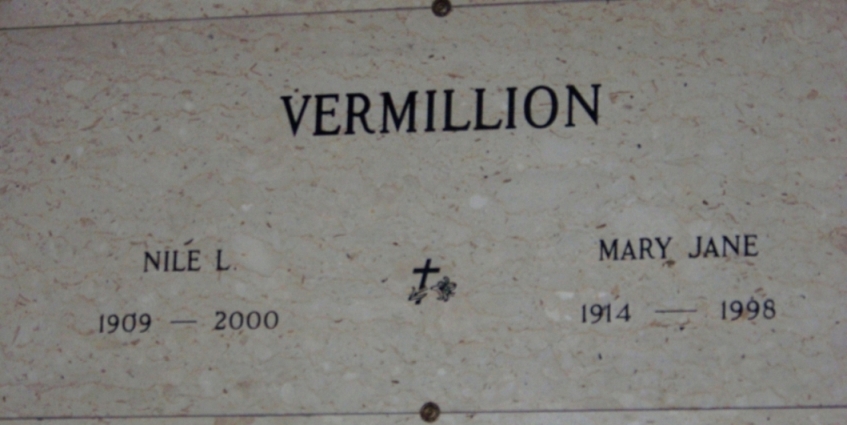 VERMILLION
NILE L.
MARY JANE
1909 — 2000
1914 — 1998